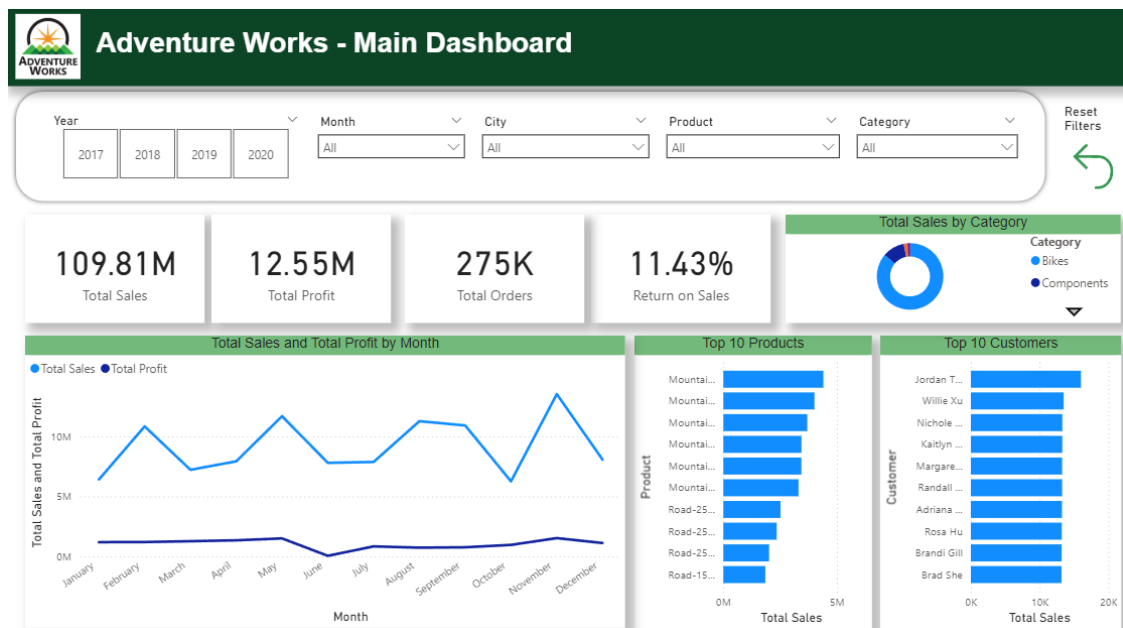 ADVENTURE
WORKS
Adventure Works - Main Dashboard
Year
2017
2018
2019
2020
Month
All
City
All
Product
All
Category
All
Reset
Filters
109.81M
Total Sales
12.55M
Total Profit
275K
Total Orders
11.43%
Return on Sales
Total Sales by Category
Category
Bikes
Components
Total Sales and Total Profit by Month
Total Sales
Total Profit
Total Sales and Total Profit
10M
5M
0M
January
February
March
April
May
June
July
August
September
October
November
December
Month
Top 10 Products
Product
Mountai...
Mountai...
Mountai...
Mountai...
Mountai...
Mountai...
Road-25...
Road-25...
Road-25...
Road-15...
0M
5M
Total Sales
Top 10 Customers
Customer
Jordan T...
Willie Xu
Nichole ...
Kaitlyn ...
Margare...
Randall ...
Adriana ...
Rosa Hu
Brandi Gill
Brad She
0K
10K
20K
Total Sales